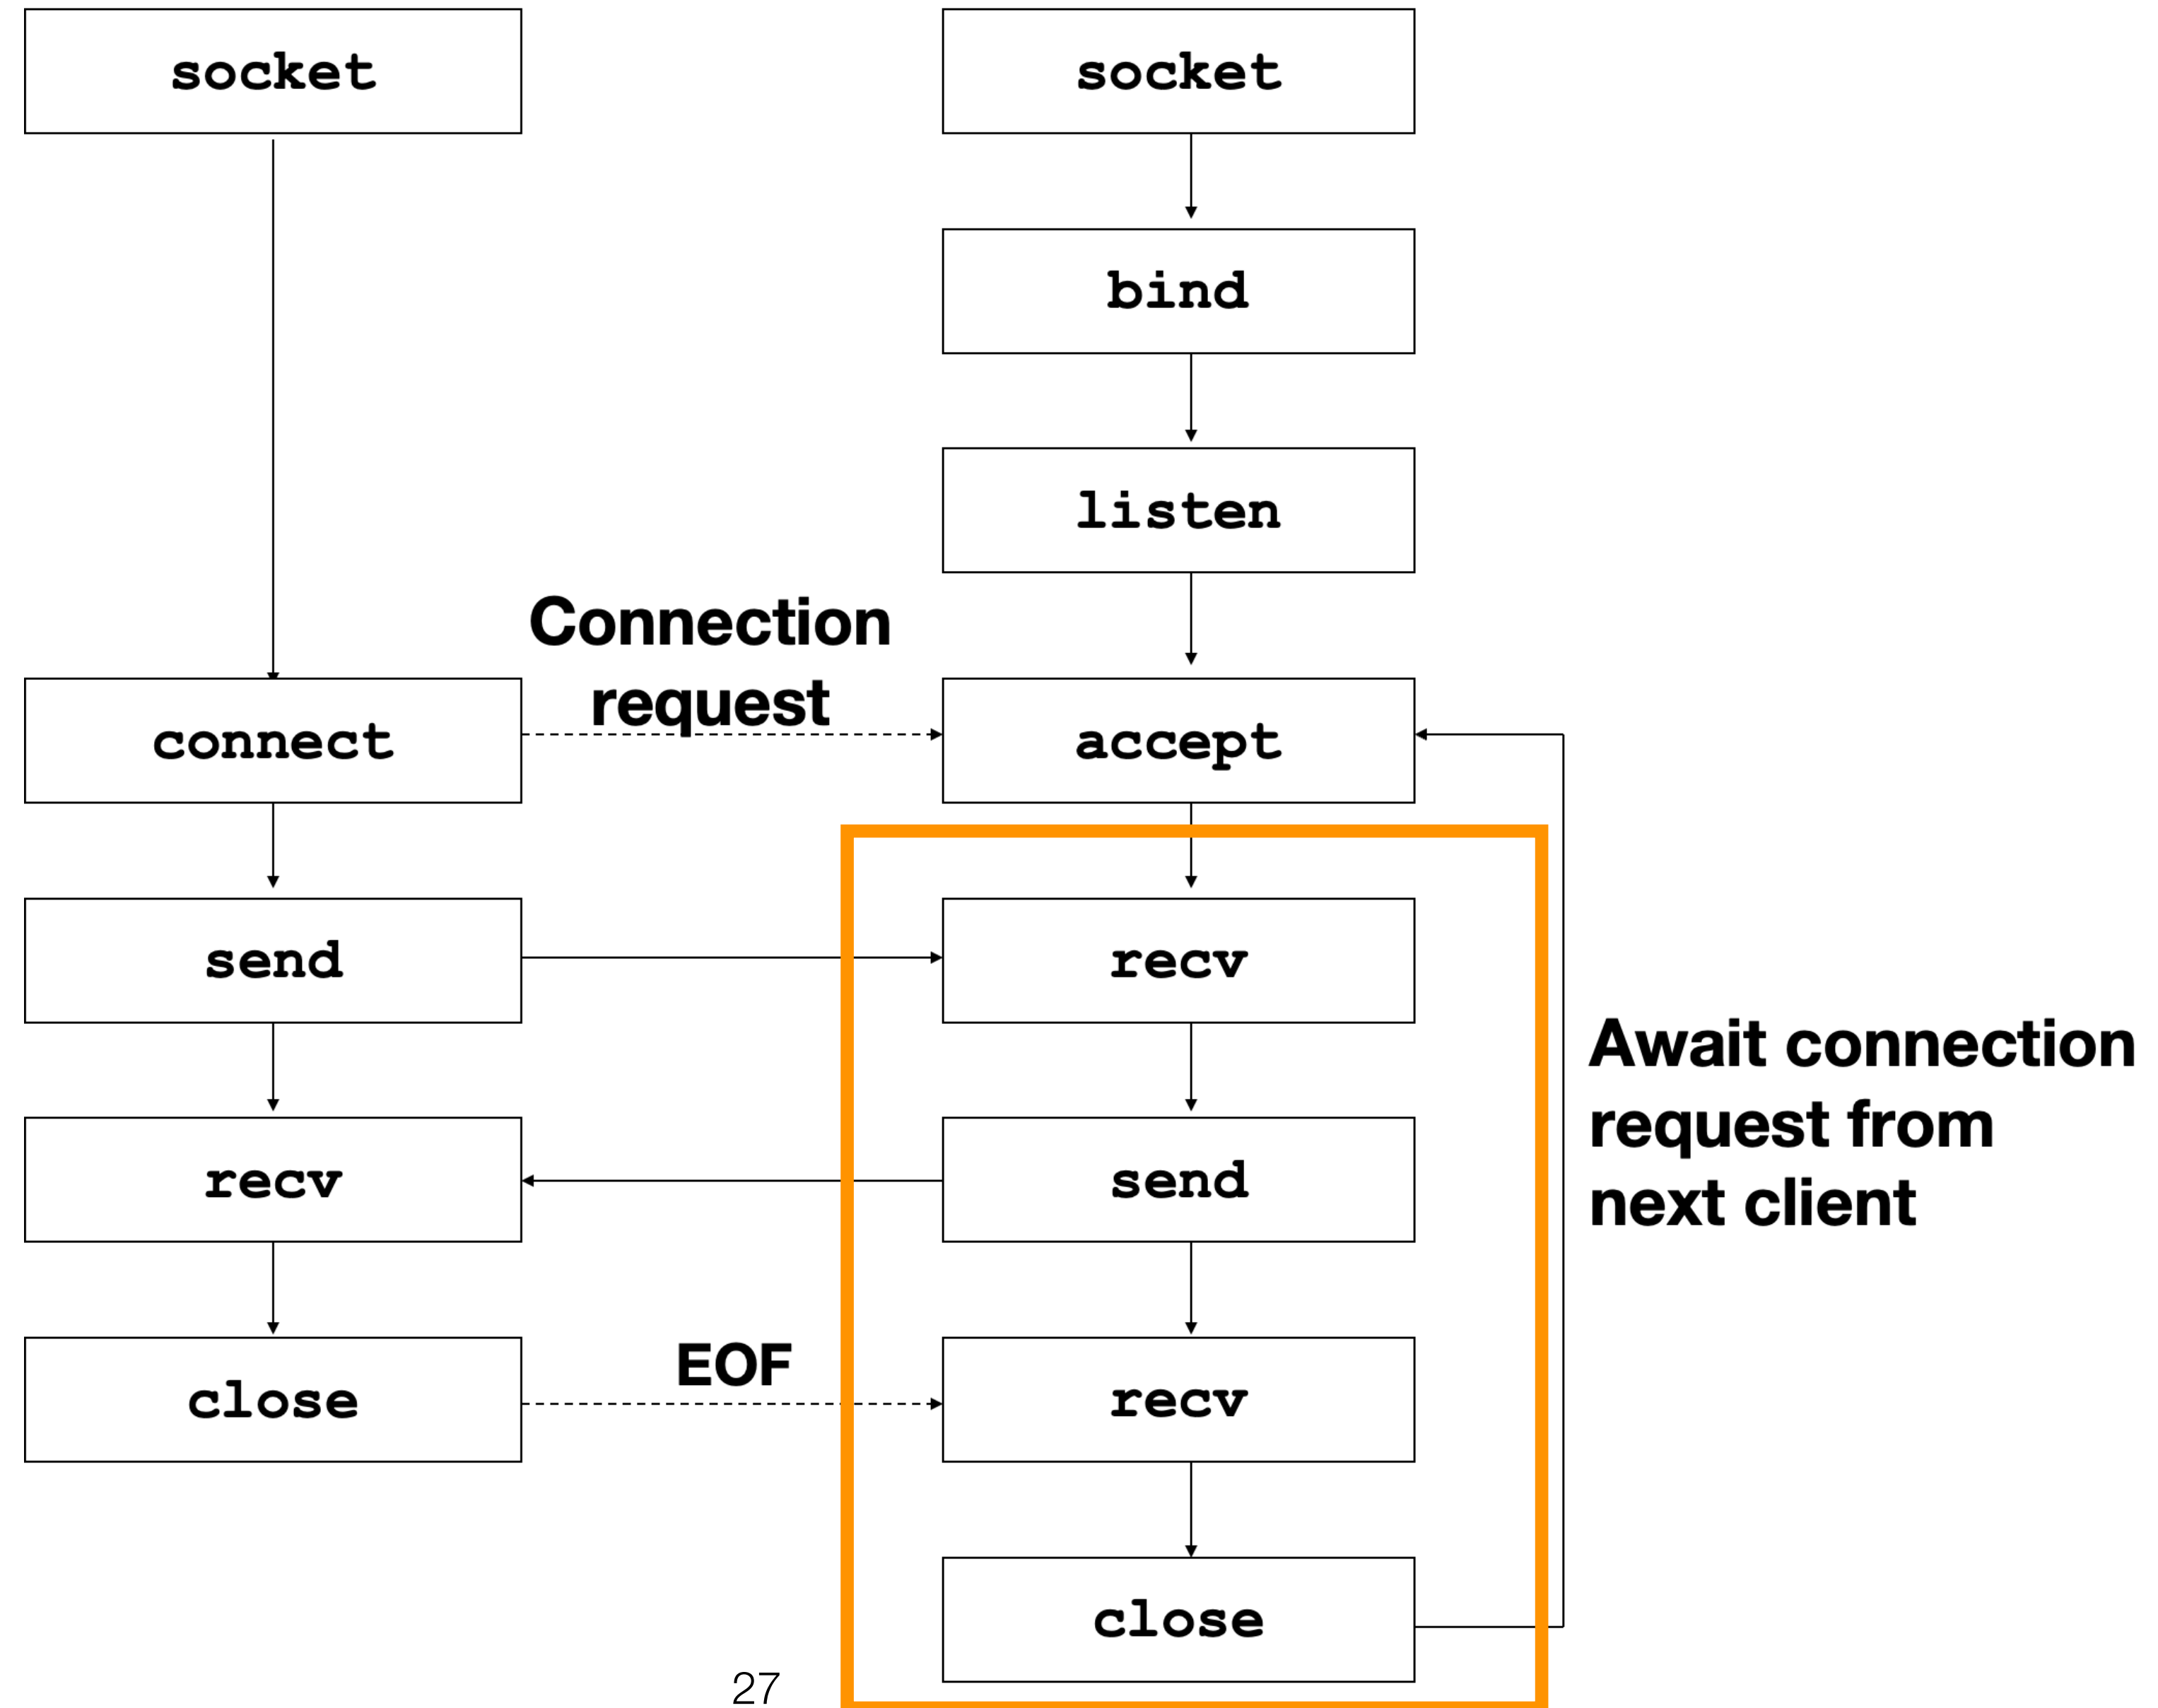 socket
socket
bind
listen
Connection
request
connect
accept
send
recv
Await connection
request from
next client
recv
send
EOF
close
recv
close
27